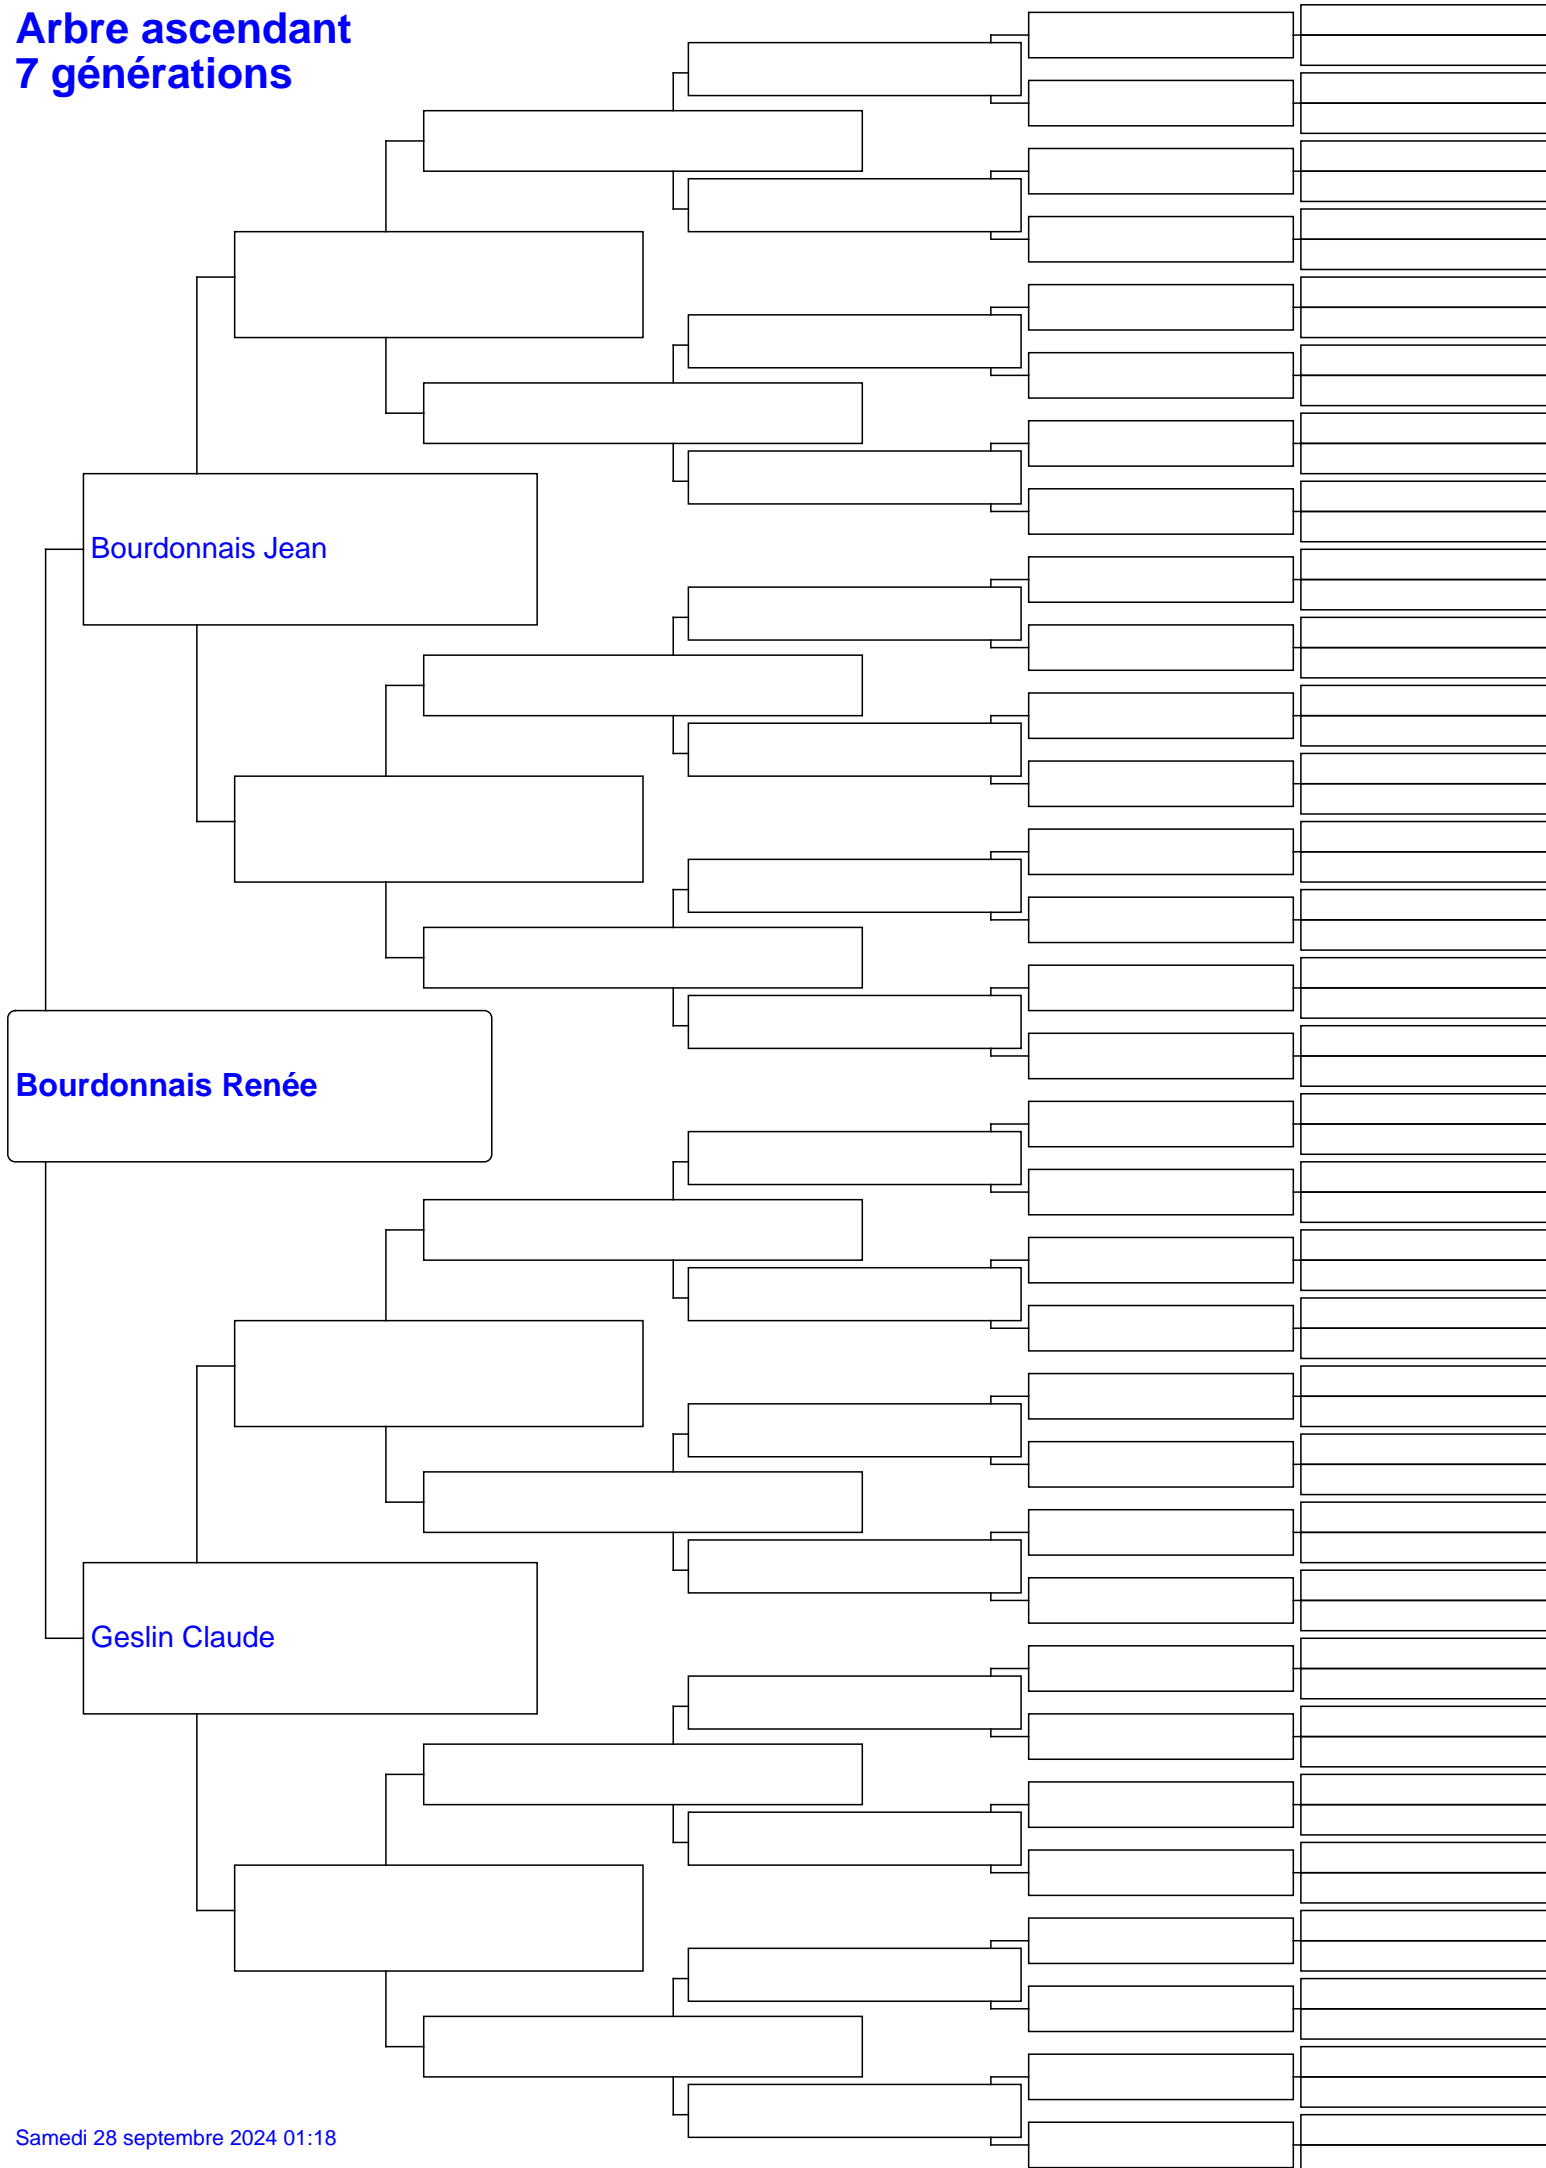 Arbre ascendant
7 générations
Bourdonnais Jean
Bourdonnais Renée
Geslin Claude
Samedi 28 septembre 2024 01:18